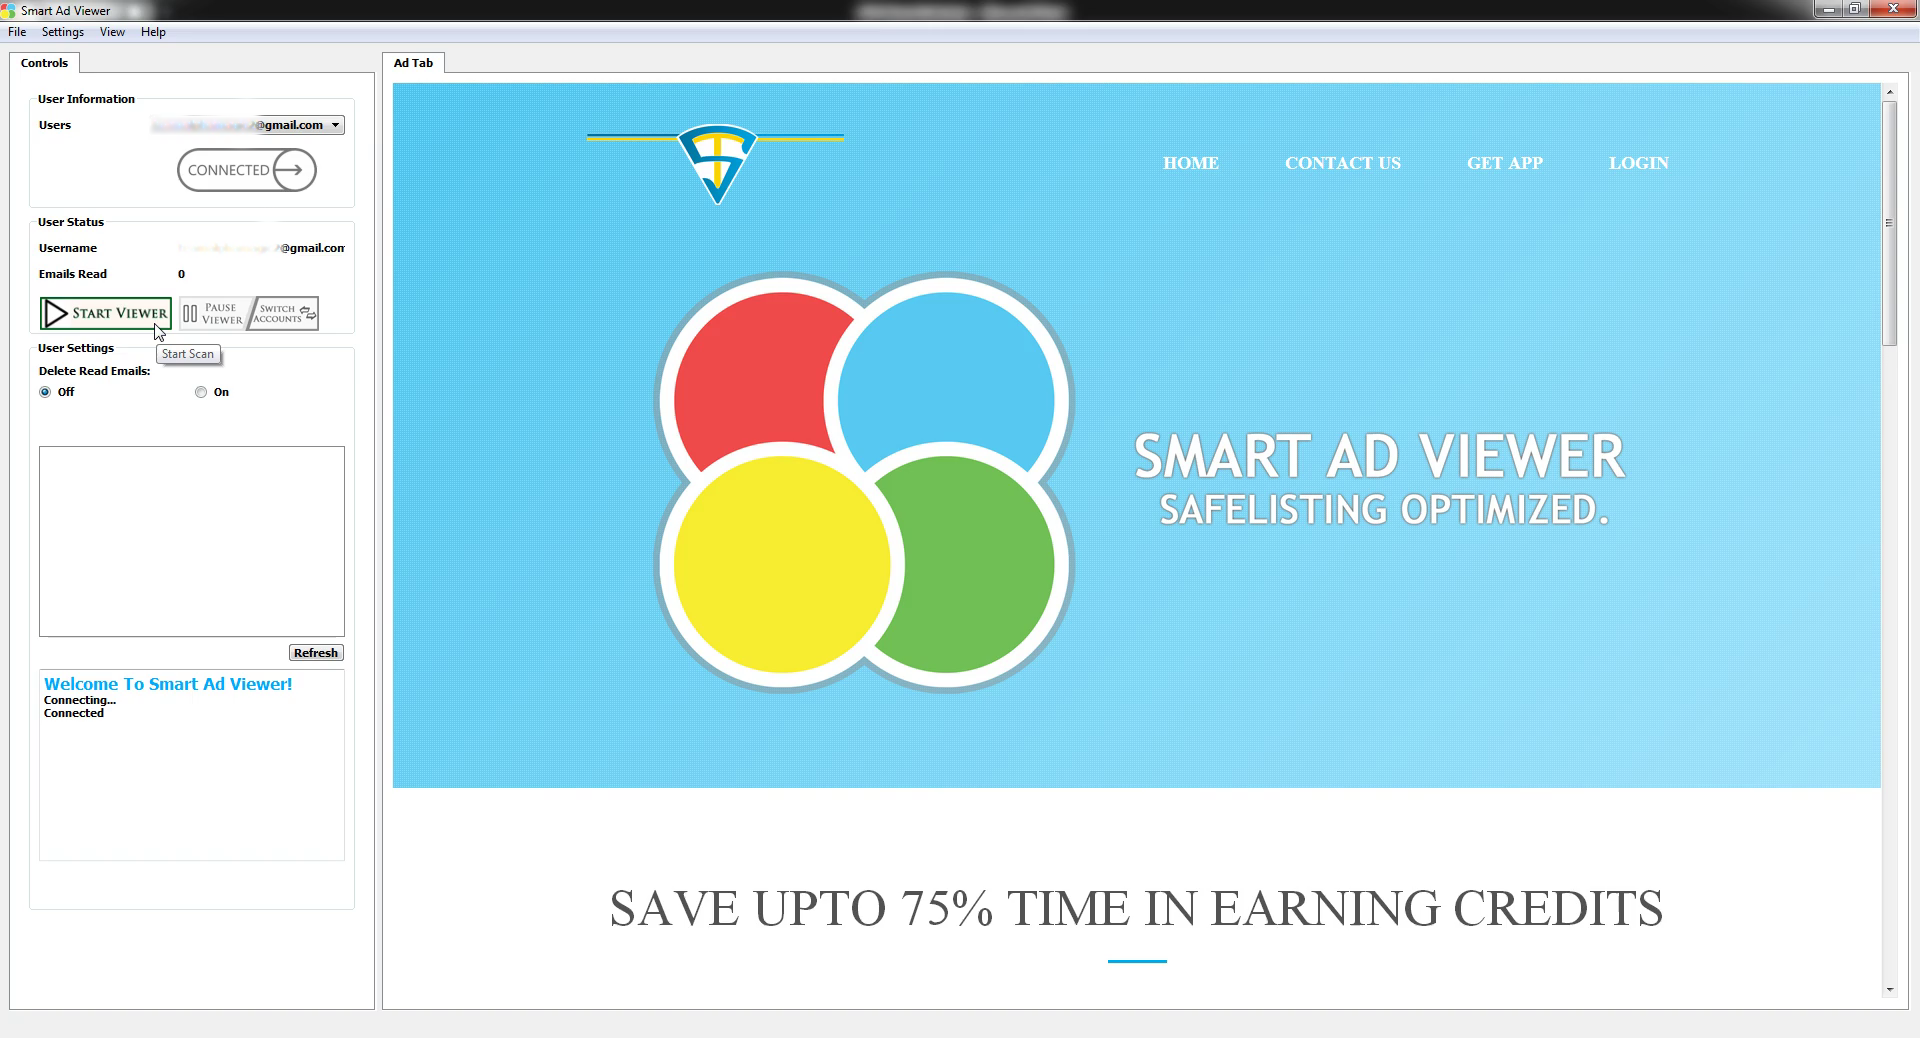 Smart Ad Viewer
File Settings View Help
Controls
User Information
Users @gmail.com
CONNECTED
User Status
Username @gmail.com
Emails Read 0
START VIEWER
PAUSE VIEWER
SWITCH ACCOUNTS
Start Scan
User Settings
Delete Read Emails:
Off On
Refresh
Welcome To Smart Ad Viewer!
Connecting...
Connected
Ad Tab
HOME CONTACT US GET APP LOGIN
SMART AD VIEWER
SAFELISTING OPTIMIZED.
SAVE UPTO 75% TIME IN EARNING CREDITS